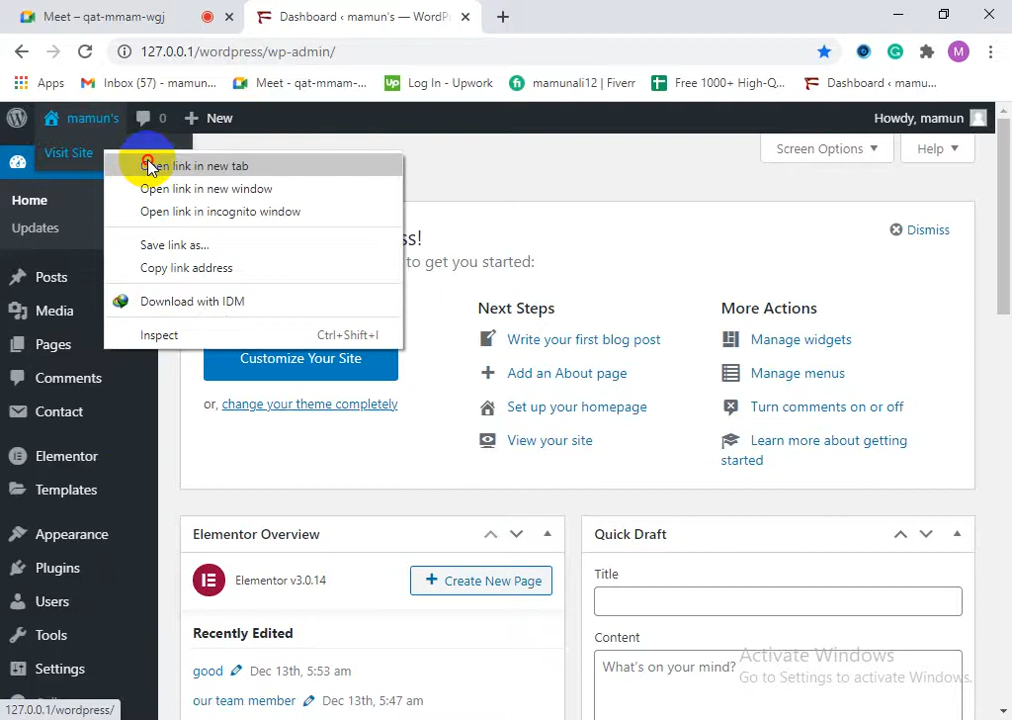 Meet – qat-mmam-wgj
Dashboard ‹ mamun's — WordPr
127.0.0.1/wordpress/wp-admin/
M
Apps
Inbox (57) - mamun...
Meet - qat-mmam-...
Up
Log In - Upwork
fi
mamunali12 | Fiverr
Free 1000+ High-Q...
Dashboard ‹ mamu...
mamun's
0
New
Howdy, mamun
Visit Site
Screen Options
Help
Open link in new tab
Open link in new window
Open link in incognito window
Save link as...
Copy link address
Download with IDM
Inspect
Ctrl+Shift+I
Home
Updates
Posts
Media
Pages
Comments
Contact
Elementor
Templates
Appearance
Plugins
Users
Tools
Settings
s!
Dismiss
to get you started:
Customize Your Site
or, change your theme completely
Next Steps
Write your first blog post
Add an About page
Set up your homepage
View your site
More Actions
Manage widgets
Manage menus
Turn comments on or off
Learn more about getting
started
Elementor Overview
Elementor v3.0.14
Create New Page
Recently Edited
good
Dec 13th, 5:53 am
our team member
Dec 13th, 5:47 am
Quick Draft
Title
Content
What's on your mind?
Activate Windows
Go to Settings to activate Windows.
127.0.0.1/wordpress/